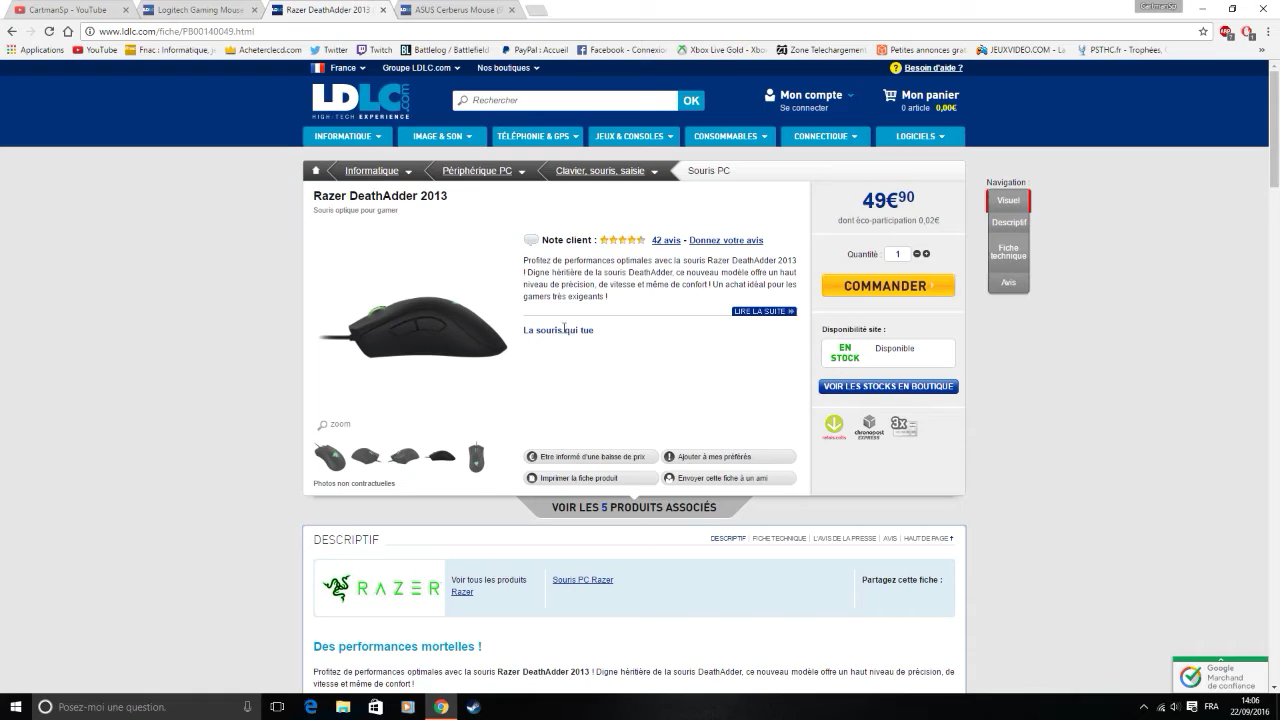 CartmanSp - YouTube
Logitech Gaming Mouse
Razer DeathAdder 2013
ASUS Cerberus Mouse (P
CartmanSp
www.ldlc.com/fiche/PB00140049.html
Applications
YouTube
Fnac : Informatique, j
Acheterclecd.com
Twitter
Twitch
Battlelog / Battlefield
PayPal : Accueil
Facebook - Connexion
Xbox Live Gold - Xbo
Zone Telechargement
Petites annonces grat
JEUXVIDEO.COM - La
PSTHC.fr - Trophées,
France
Groupe LDLC.com
Nos boutiques
Besoin d'aide ?
LDLC.com
HIGH-TECH EXPERIENCE
Rechercher
OK
Mon compte
Se connecter
Mon panier
0 article 0,00€
INFORMATIQUE
IMAGE & SON
TÉLÉPHONIE & GPS
JEUX & CONSOLES
CONSOMMABLES
CONNECTIQUE
LOGICIELS
Informatique
Périphérique PC
Clavier, souris, saisie
Souris PC
Navigation :
Visuel
Descriptif
Fiche technique
Avis
Razer DeathAdder 2013
Souris optique pour gamer
49€90
dont éco-participation 0,02€
Note client :
42 avis - Donnez votre avis
Quantité : 1
Profitez de performances optimales avec la souris Razer DeathAdder 2013
! Digne héritière de la souris DeathAdder, ce nouveau modèle offre un haut
niveau de précision, de vitesse et même de confort ! Un achat idéal pour les
gamers très exigeants !
COMMANDER
LIRE LA SUITE
La souris qui tue
Disponibilité site :
EN STOCK
Disponible
VOIR LES STOCKS EN BOUTIQUE
relais colis
chronopost EXPRESS
3x
zoom
Photos non contractuelles
Etre informé d'une baisse de prix
Ajouter à mes préférés
Imprimer la fiche produit
Envoyer cette fiche à un ami
VOIR LES 5 PRODUITS ASSOCIÉS
DESCRIPTIF
DESCRIPTIF | FICHE TECHNIQUE | L'AVIS DE LA PRESSE | AVIS | HAUT DE PAGE
RAZER
Voir tous les produits
Razer
Souris PC Razer
Partagez cette fiche :
Des performances mortelles !
Profitez de performances optimales avec la souris Razer DeathAdder 2013 ! Digne héritière de la souris DeathAdder, ce nouveau modèle offre un haut niveau de précision, de
vitesse et même de confort !
Google
Marchand
de confiance
Posez-moi une question.
FRA
14:06
22/09/2016